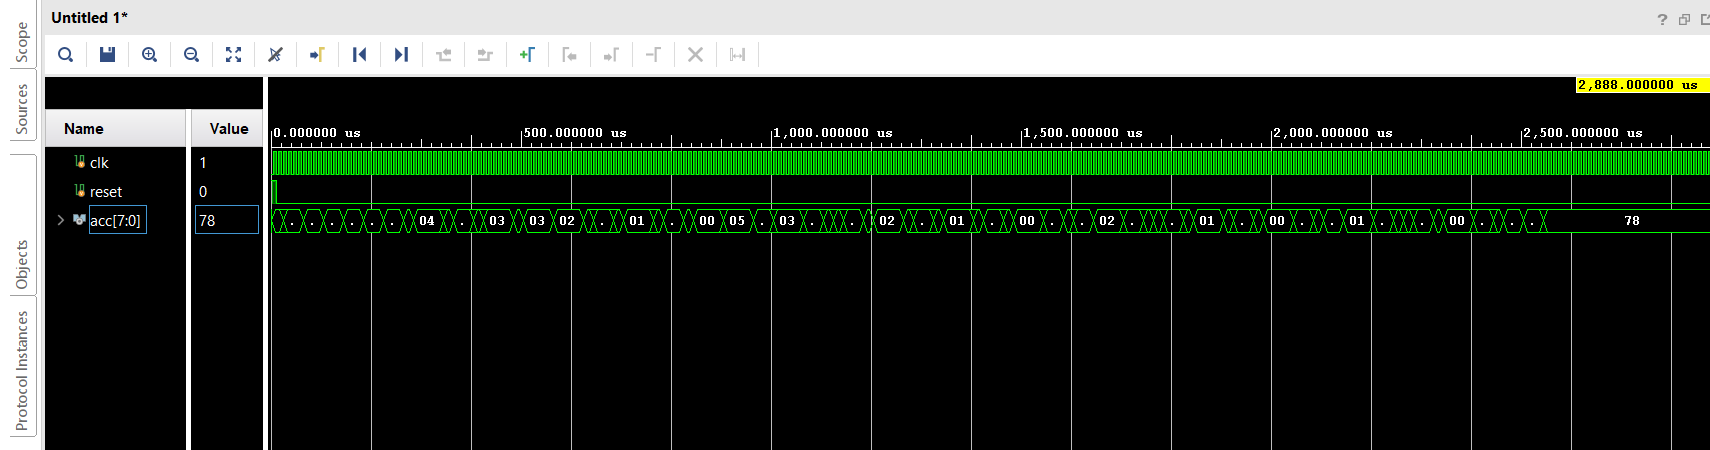 Untitled 1*
Scope
Sources
Objects
Protocol Instances
2,888.000000 us
Name Value
0.000000 us 500.000000 us 1,000.000000 us 1,500.000000 us 2,000.000000 us 2,500.000000 us
clk 1
reset 0
acc[7:0] 78
. . . . . . 04 . . 03 03 02 . . 01 . . 00 05 . 03 . . . 02 . . 01 . . 00 . . 02 . . . 01 . . 00 . . 01 . . . 00 . . . 78